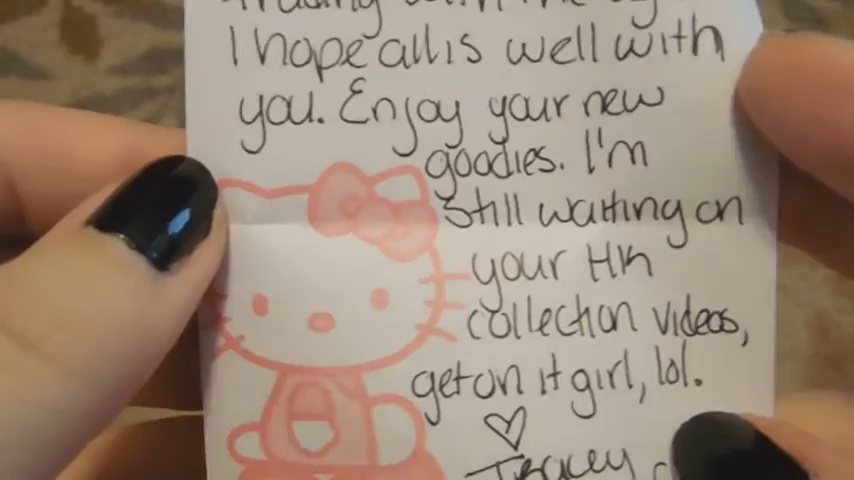 I hope all is well with
you. Enjoy your new
goodies. I'm
still waiting on
your HK
collection videos,
get on it girl, lol.
♡
Tracey